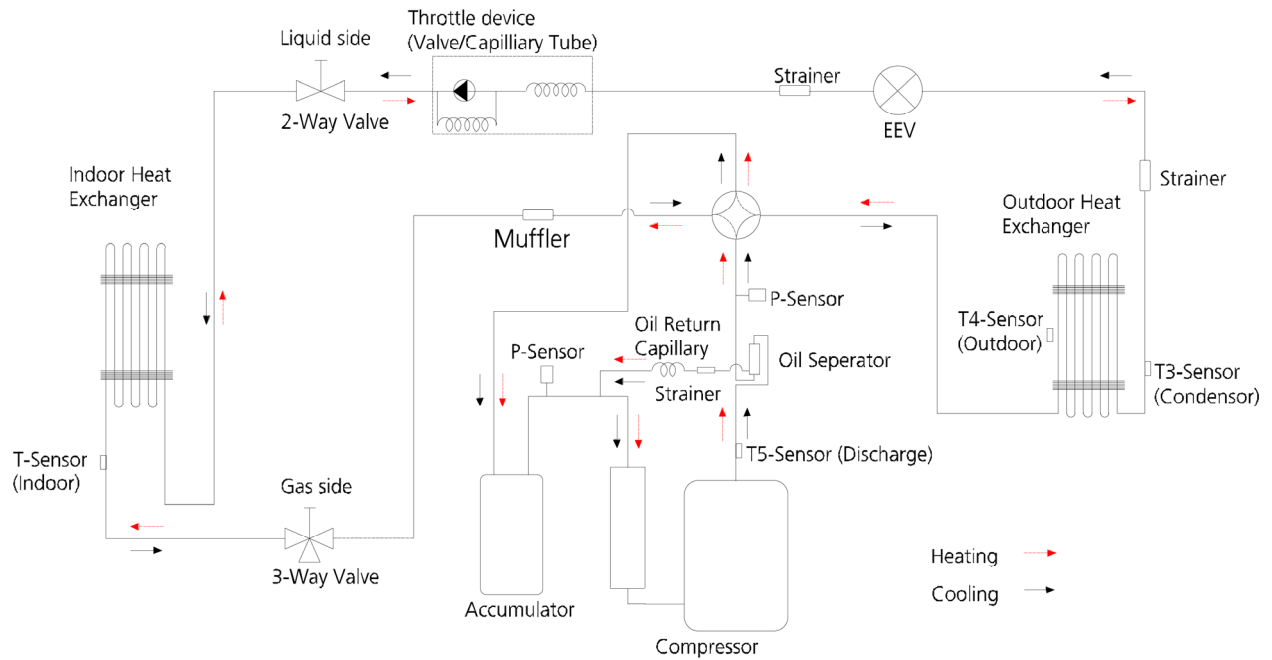 Throttle device
(Valve/Capilliary Tube)
Liquid side
2-Way Valve
Strainer
EEV
Strainer
Indoor Heat
Exchanger
Muffler
Outdoor Heat
Exchanger
P-Sensor
T4-Sensor
(Outdoor)
Oil Return
Capillary
P-Sensor
Oil Seperator
Strainer
T3-Sensor
(Condensor)
T5-Sensor (Discharge)
T-Sensor
(Indoor)
Gas side
3-Way Valve
Accumulator
Compressor
Heating
Cooling